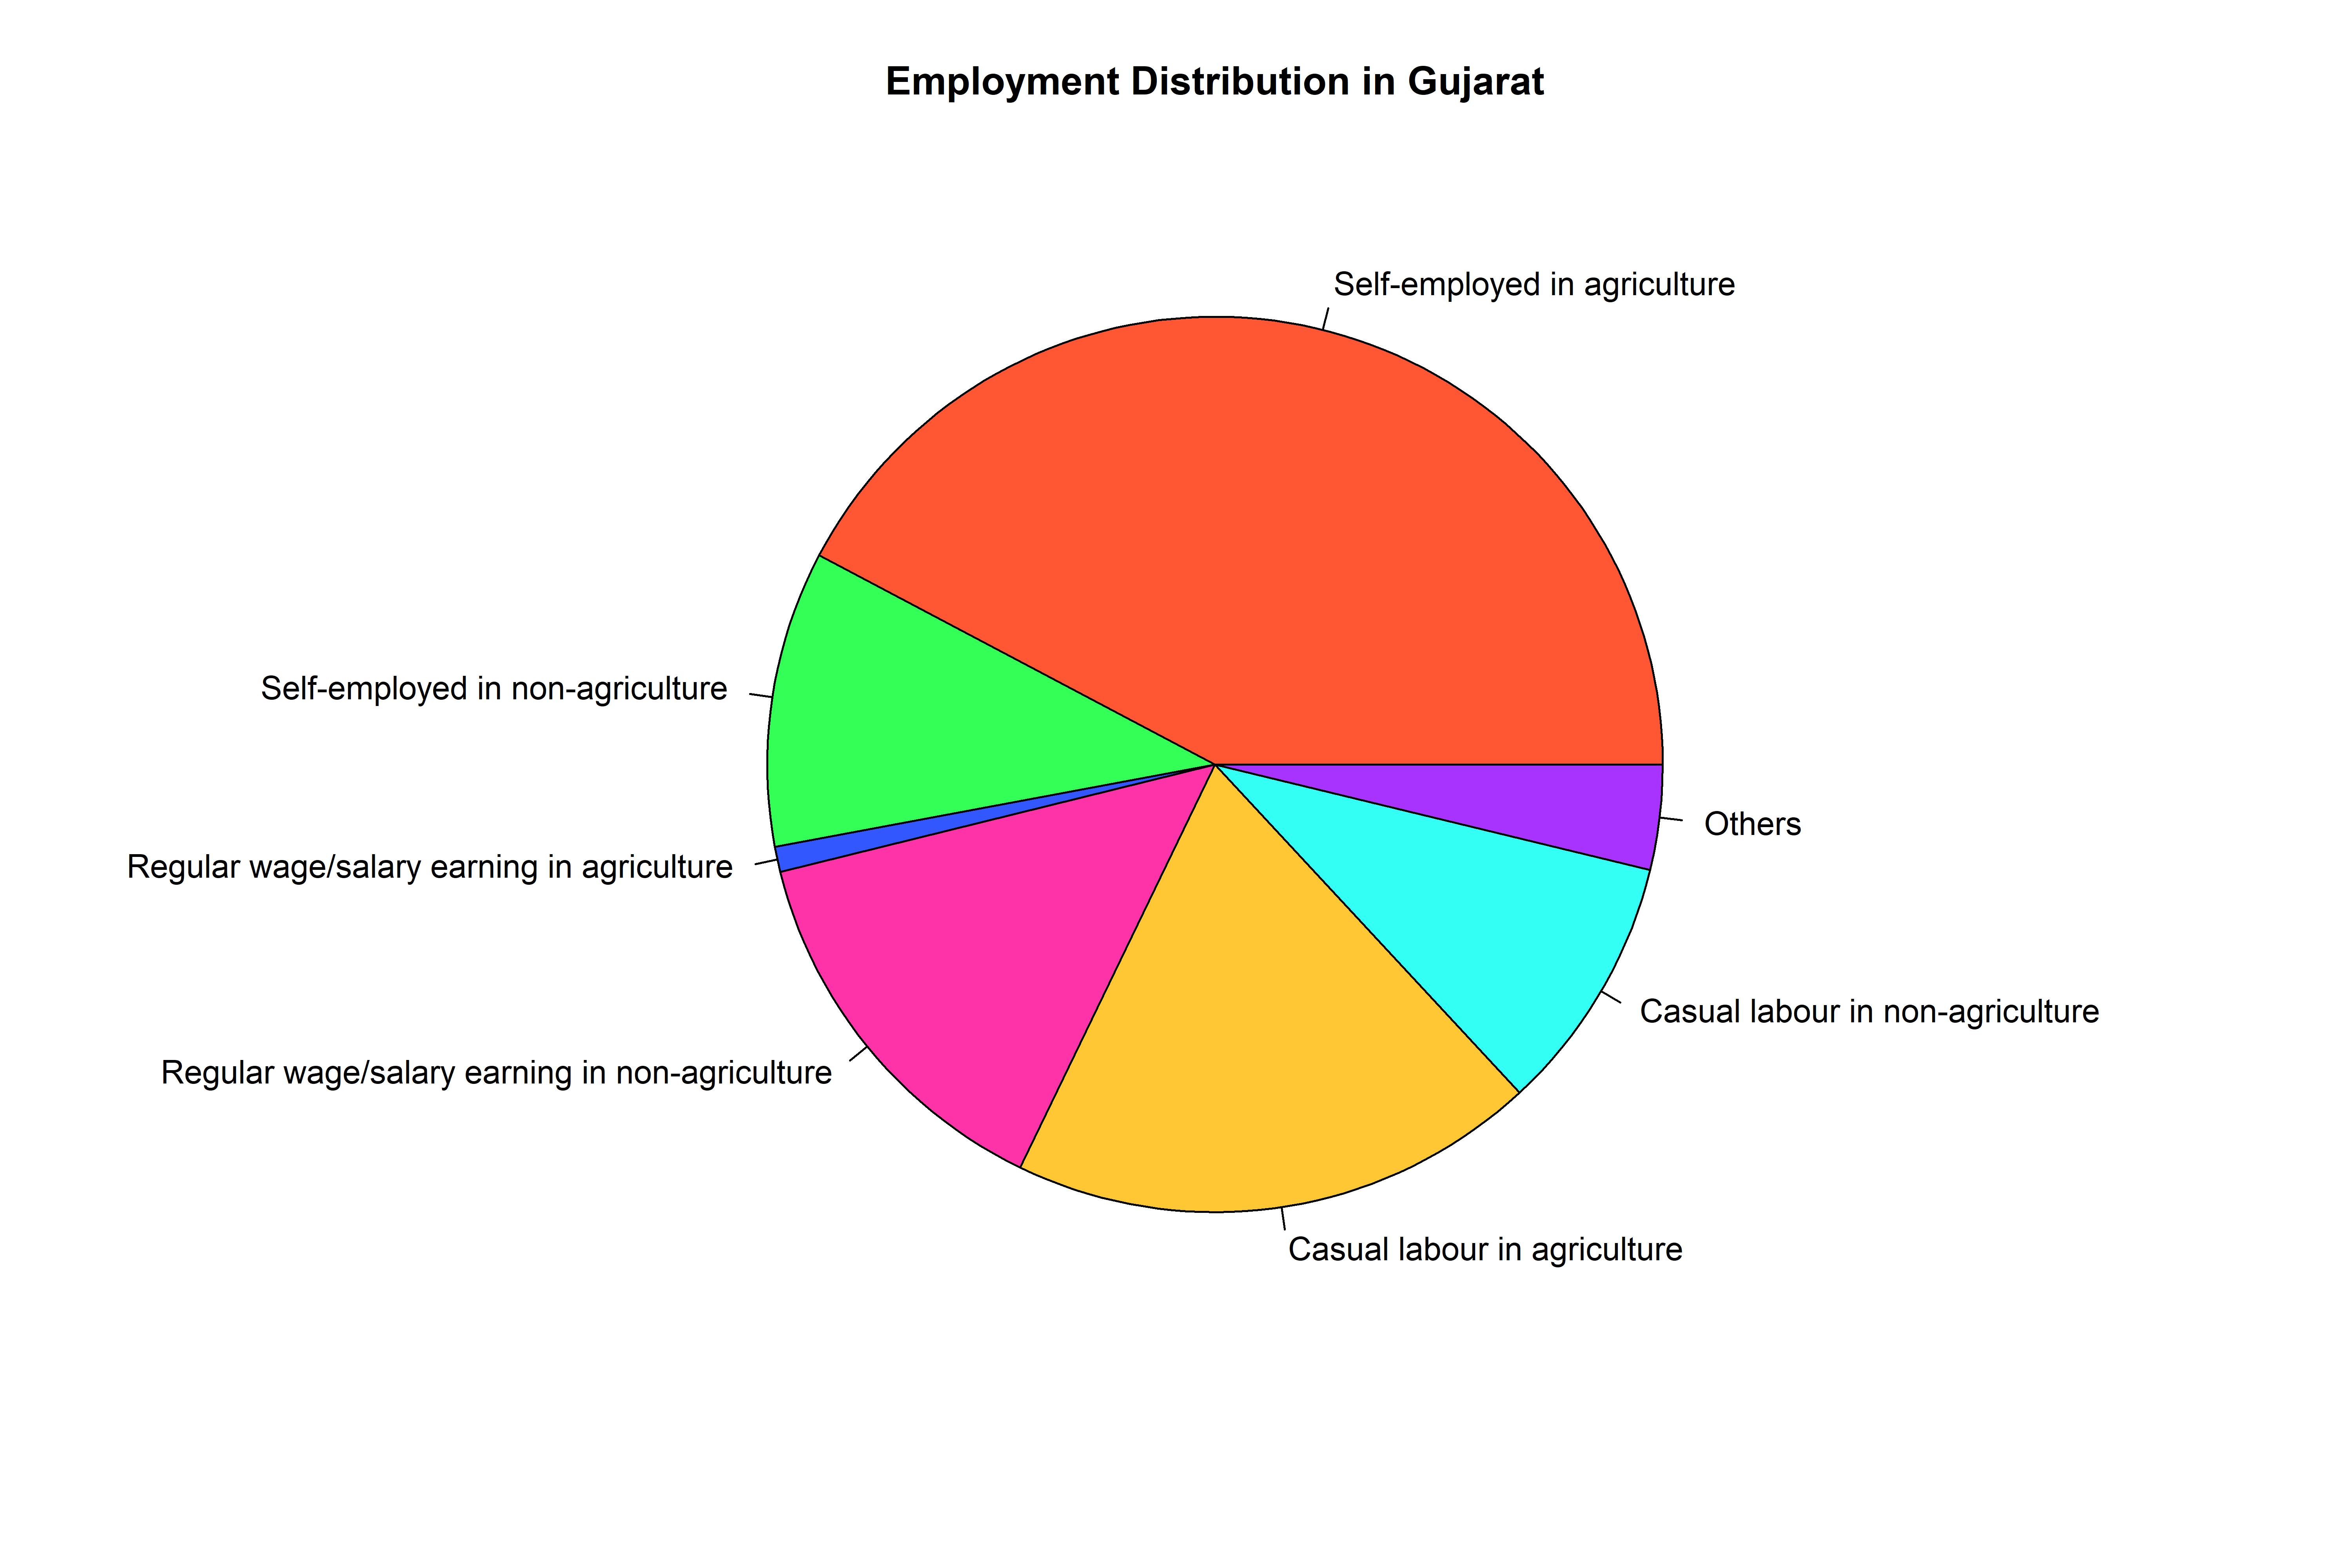 Employment Distribution in Gujarat
Self-employed in agriculture
Self-employed in non-agriculture
Regular wage/salary earning in agriculture
Regular wage/salary earning in non-agriculture
Casual labour in agriculture
Casual labour in non-agriculture
Others